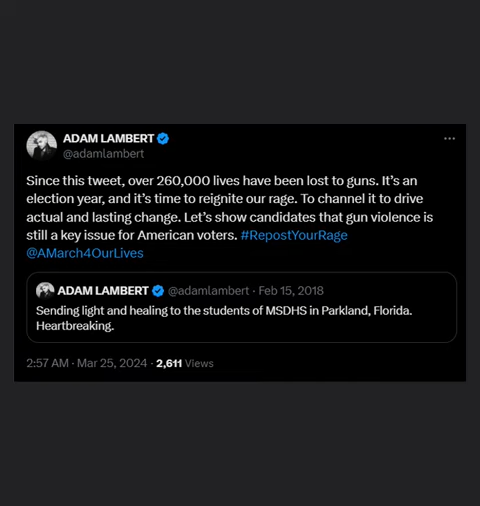 ADAM LAMBERT
@adamlambert
Since this tweet, over 260,000 lives have been lost to guns. It’s an
election year, and it’s time to reignite our rage. To channel it to drive
actual and lasting change. Let’s show candidates that gun violence is
still a key issue for American voters. #RepostYourRage
@AMarch4OurLives
ADAM LAMBERT @adamlambert · Feb 15, 2018
Sending light and healing to the students of MSDHS in Parkland, Florida.
Heartbreaking.
2:57 AM · Mar 25, 2024 · 2,611 Views